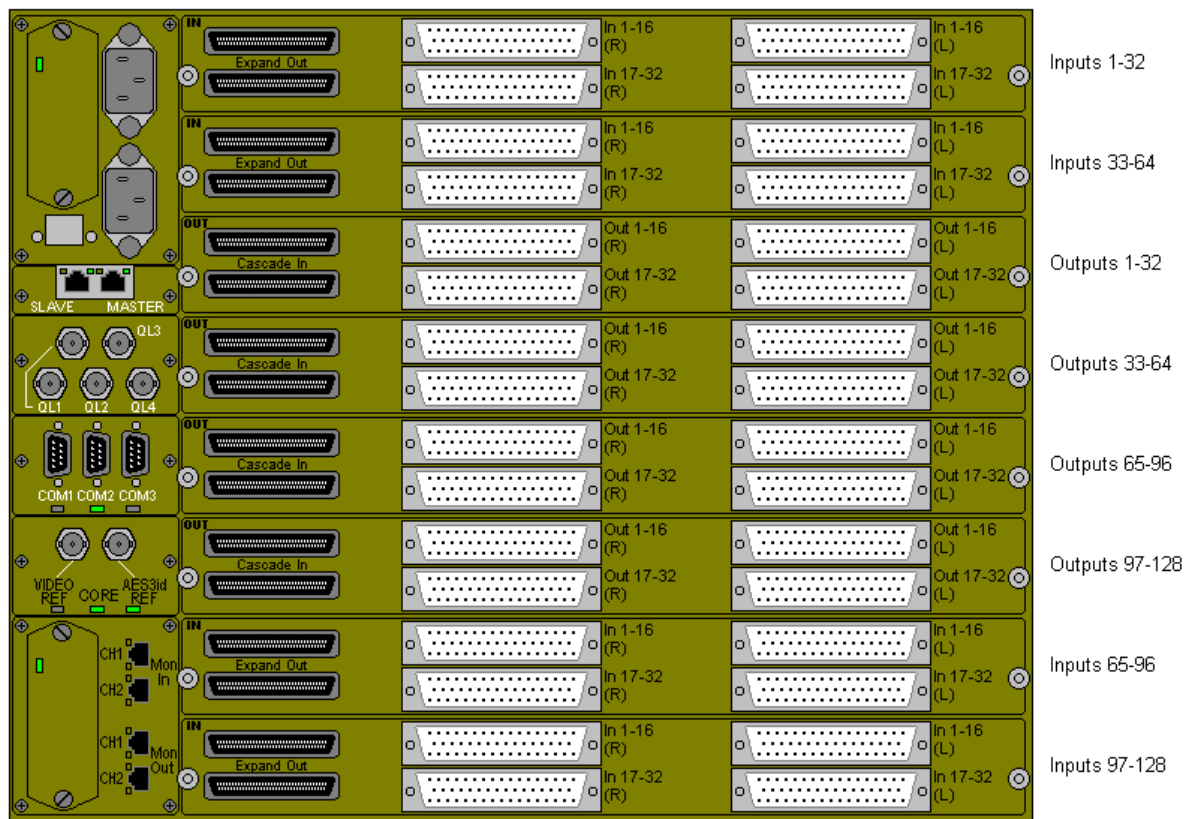 IN
Expand Out
In 1-16
(R)
In 17-32
(R)
In 1-16
(L)
In 17-32
(L)
Inputs 1-32
IN
Expand Out
In 1-16
(R)
In 17-32
(R)
In 1-16
(L)
In 17-32
(L)
Inputs 33-64
OUT
Cascade In
Out 1-16
(R)
Out 17-32
(R)
Out 1-16
(L)
Out 17-32
(L)
Outputs 1-32
SLAVE MASTER
OUT
Cascade In
Out 1-16
(R)
Out 17-32
(R)
Out 1-16
(L)
Out 17-32
(L)
Outputs 33-64
QL3
QL1 QL2 QL4
OUT
Cascade In
Out 1-16
(R)
Out 17-32
(R)
Out 1-16
(L)
Out 17-32
(L)
Outputs 65-96
COM1 COM2 COM3
OUT
Cascade In
Out 1-16
(R)
Out 17-32
(R)
Out 1-16
(L)
Out 17-32
(L)
Outputs 97-128
VIDEO
REF
CORE
AES3id
REF
IN
Expand Out
In 1-16
(R)
In 17-32
(R)
In 1-16
(L)
In 17-32
(L)
Inputs 65-96
CH1
CH2
Mon
In
IN
Expand Out
In 1-16
(R)
In 17-32
(R)
In 1-16
(L)
In 17-32
(L)
Inputs 97-128
CH1
CH2
Mon
Out